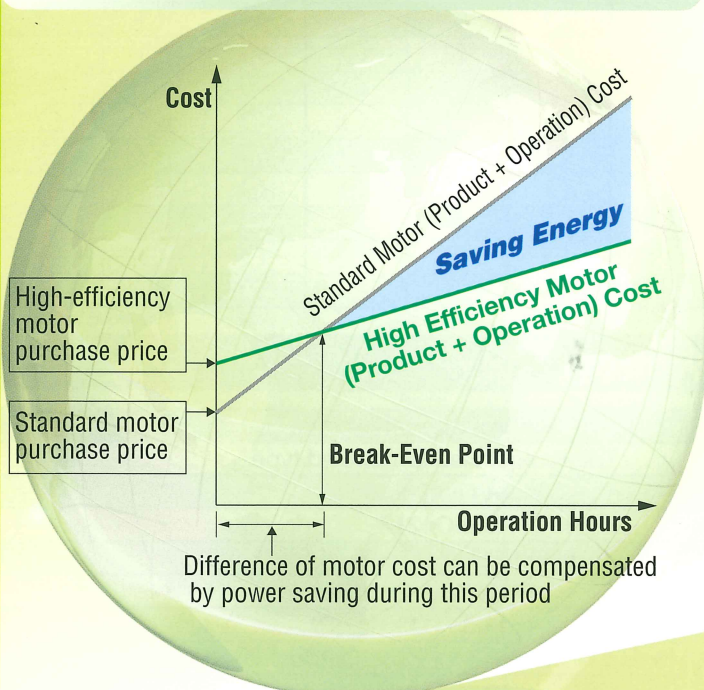 Cost
Standard Motor (Product + Operation) Cost
Saving Energy
High Efficiency Motor
(Product + Operation) Cost
High-efficiency
motor
purchase price
Standard motor
purchase price
Break-Even Point
Operation Hours
Difference of motor cost can be compensated
by power saving during this period